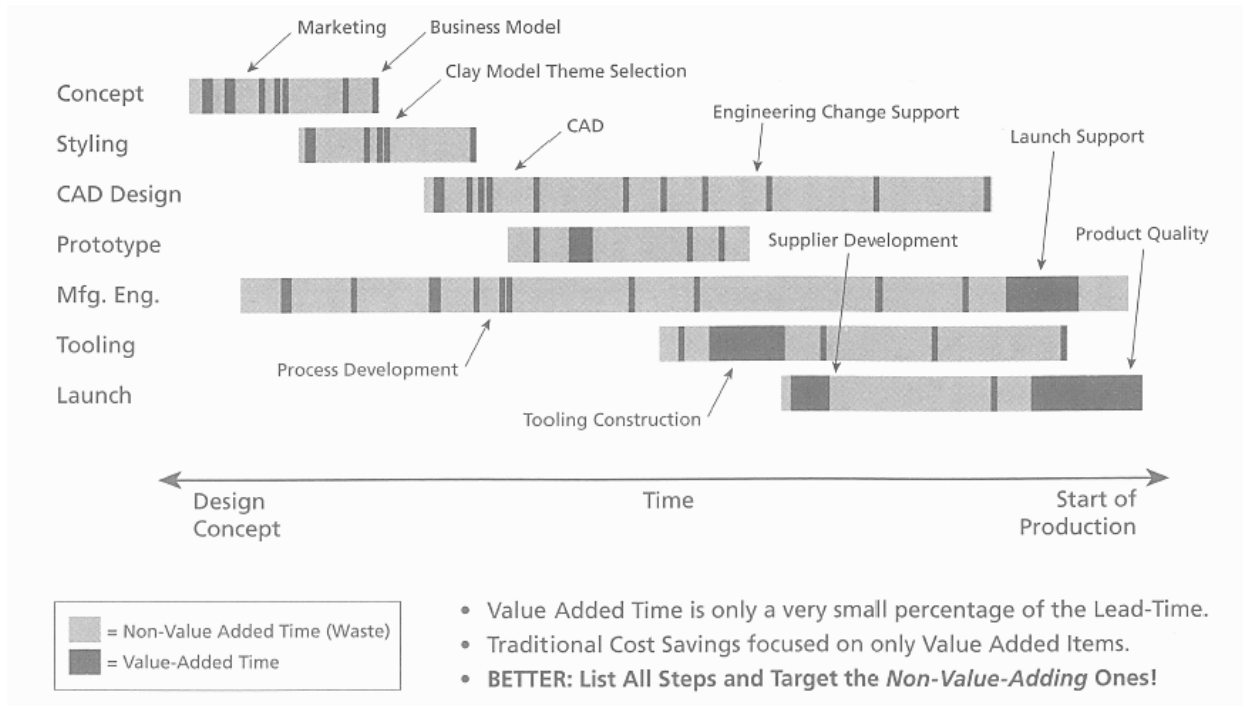 Marketing
Business Model
Clay Model Theme Selection
Concept
Engineering Change Support
CAD
Launch Support
Styling
CAD Design
Supplier Development
Product Quality
Prototype
Mfg. Eng.
Tooling
Process Development
Launch
Tooling Construction
Design
Concept
Time
Start of
Production
= Non-Value Added Time (Waste)
= Value-Added Time
• Value Added Time is only a very small percentage of the Lead-Time.
• Traditional Cost Savings focused on only Value Added Items.
• BETTER: List All Steps and Target the Non-Value-Adding Ones!